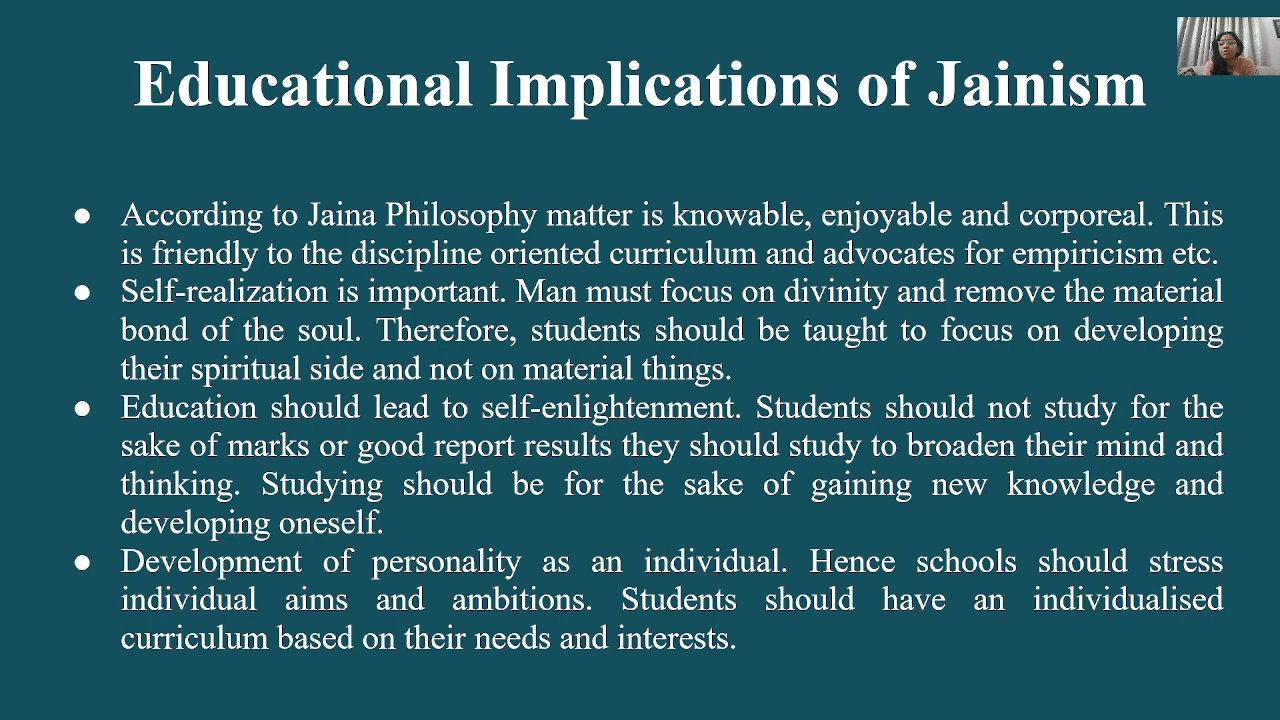 Educational Implications of Jainism
● According to Jaina Philosophy matter is knowable, enjoyable and corporeal. This
is friendly to the discipline oriented curriculum and advocates for empiricism etc.
● Self-realization is important. Man must focus on divinity and remove the material
bond of the soul. Therefore, students should be taught to focus on developing
their spiritual side and not on material things.
● Education should lead to self-enlightenment. Students should not study for the
sake of marks or good report results they should study to broaden their mind and
thinking. Studying should be for the sake of gaining new knowledge and
developing oneself.
● Development of personality as an individual. Hence schools should stress
individual aims and ambitions. Students should have an individualised
curriculum based on their needs and interests.